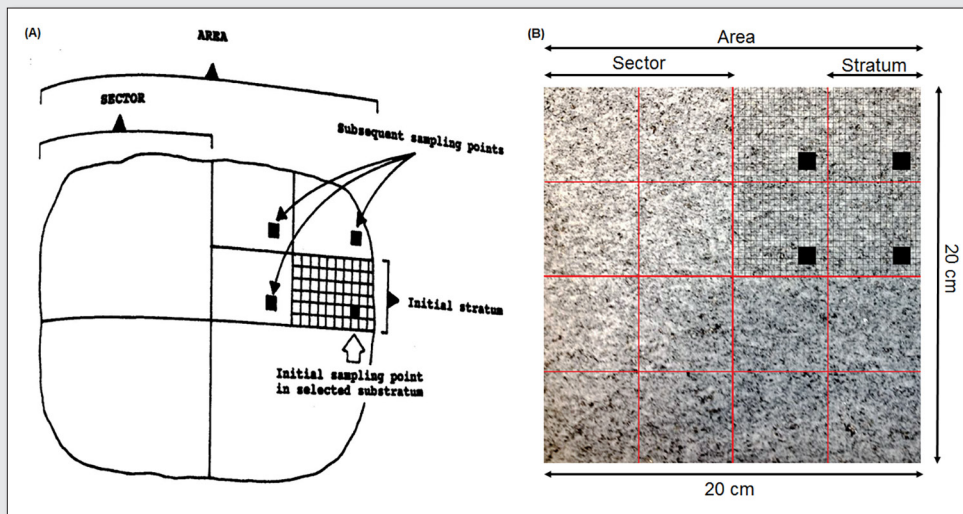 (A)
AREA
SECTOR
Subsequent sampling points
Initial stratum
Initial sampling point
in selected substratum
(B)
Area
Sector
Stratum
20 cm
20 cm